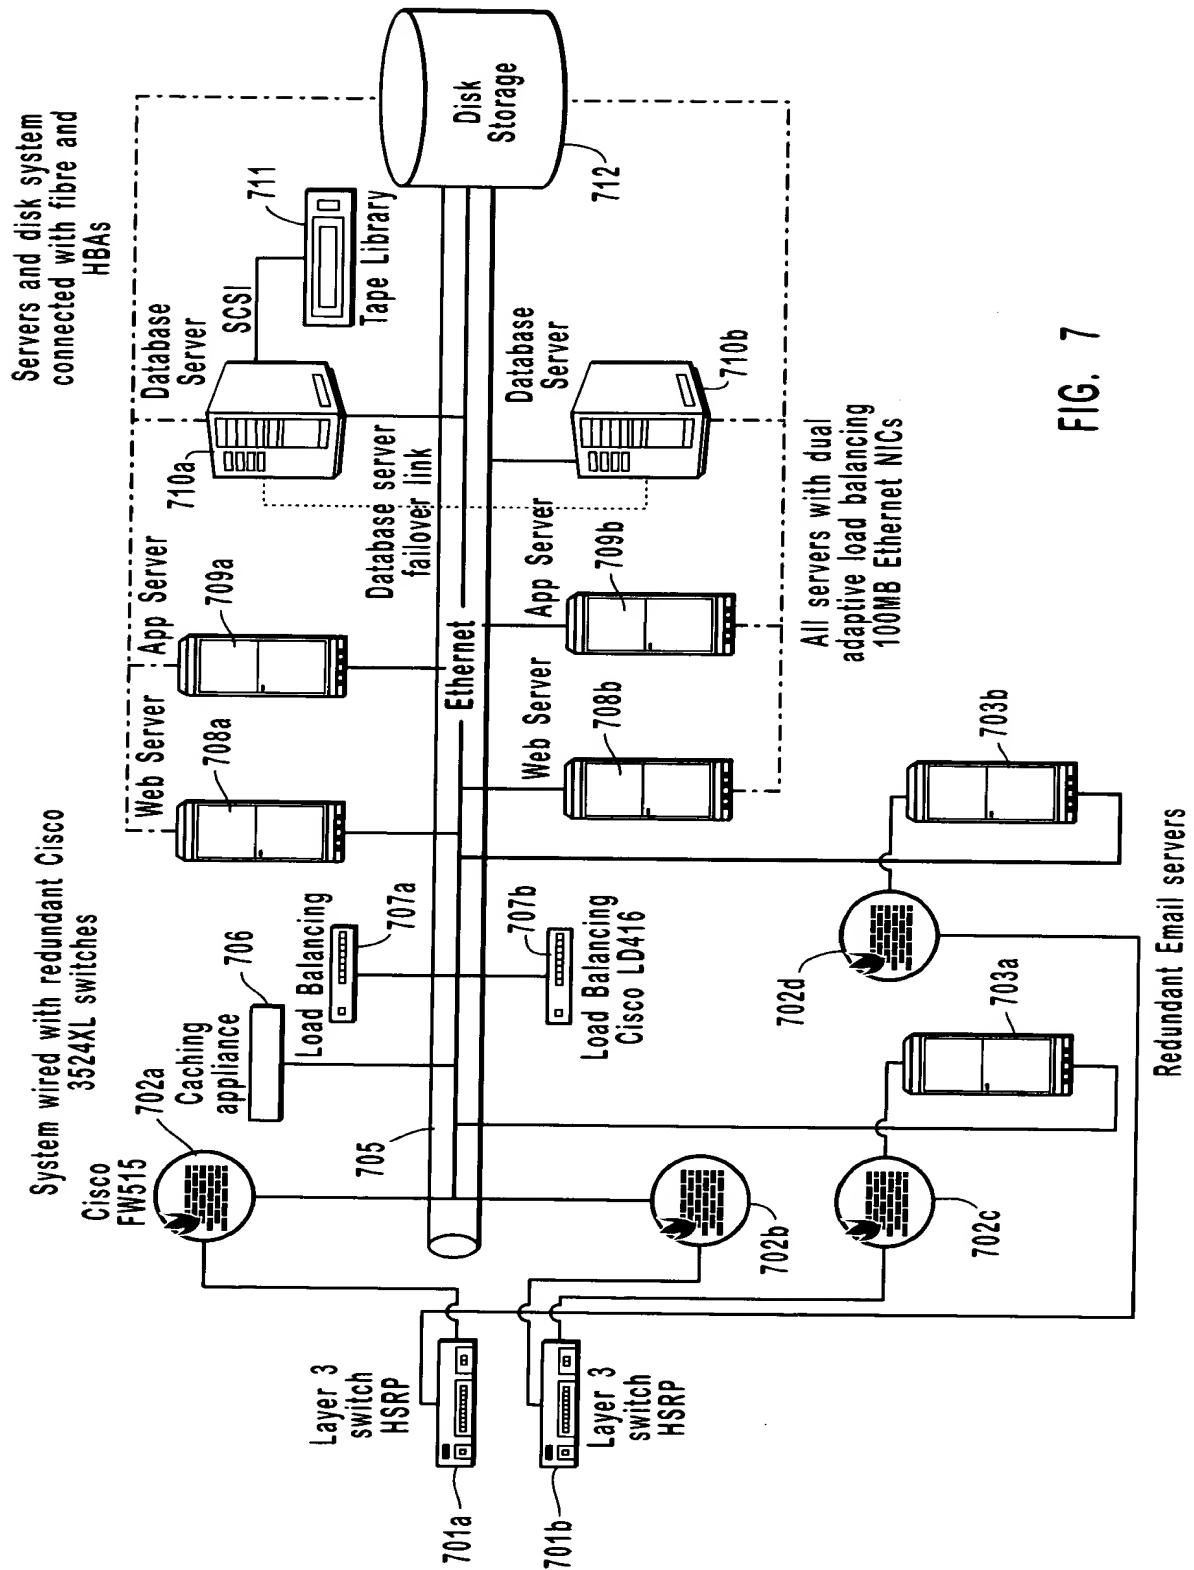 System wired with redundant Cisco
3524XL switches
Servers and disk system
connected with fibre and
HBAs
Cisco
FW515
702a
Caching
appliance
706
Load Balancing
707a
Web Server
708a
App Server
709a
710a
Database
Server
SCSI
711
Tape Library
Layer 3
switch
HSRP
701a
705
Ethernet
Database server
failover link
Disk
Storage
712
701b
Layer 3
switch
HSRP
702b
707b
Load Balancing
Cisco LD416
Web Server
708b
App Server
709b
Database
Server
710b
702c
702d
703a
703b
All servers with dual
adaptive load balancing
100MB Ethernet NICs
Redundant Email servers
FIG. 7